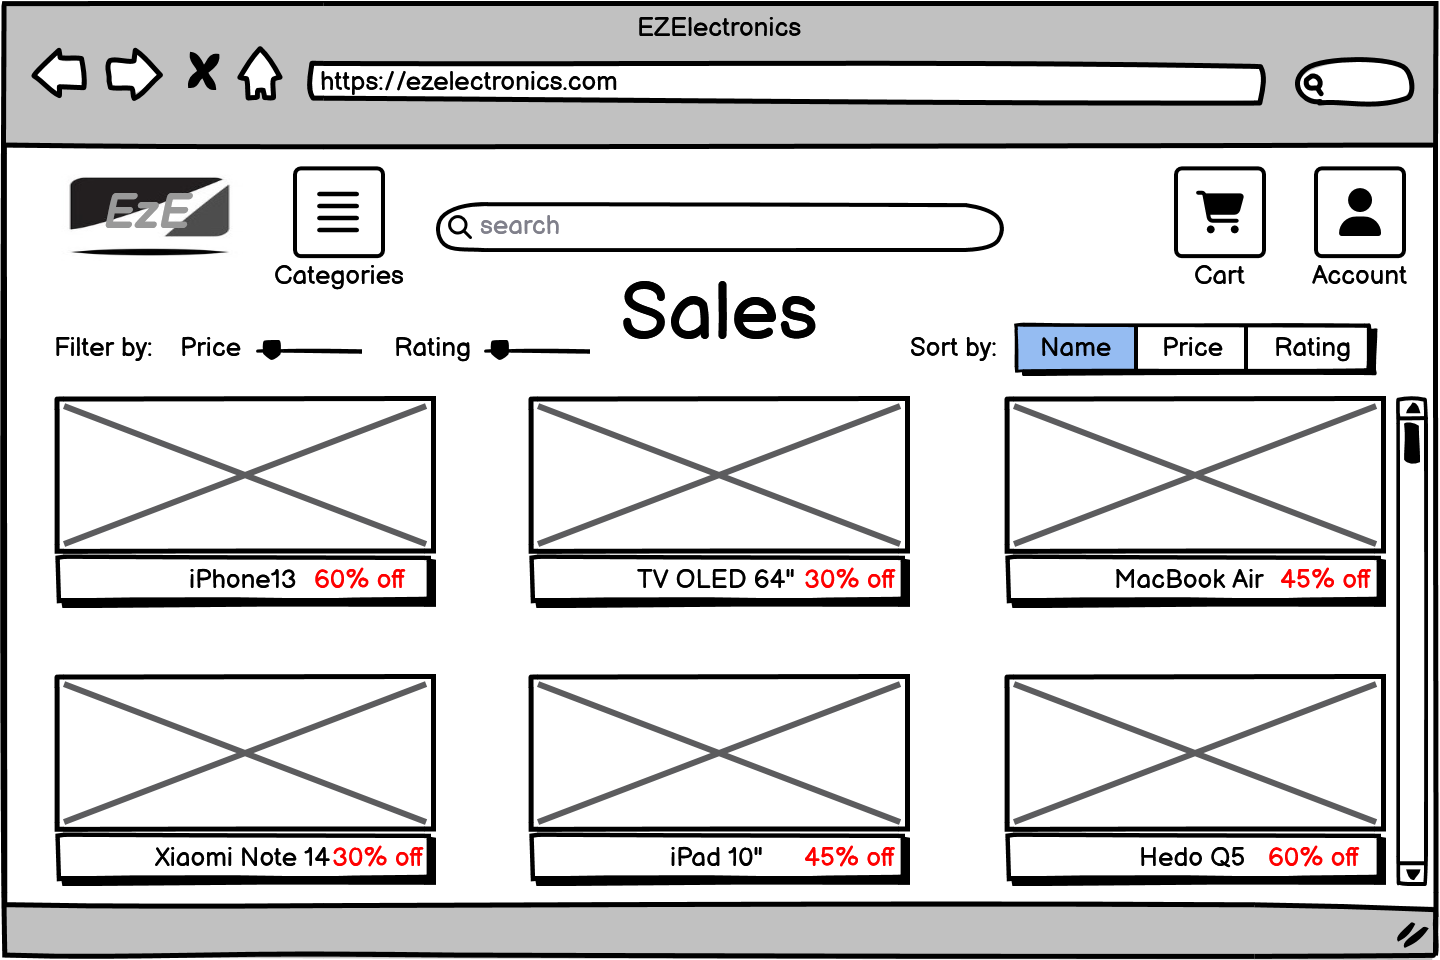 EZElectronics
https://ezelectronics.com
EzE
search
Categories
Cart
Account
Sales
Filter by: Price Rating
Sort by: Name Price Rating
iPhone13 60% off
TV OLED 64" 30% off
MacBook Air 45% off
Xiaomi Note 14 30% off
iPad 10" 45% off
Hedo Q5 60% off